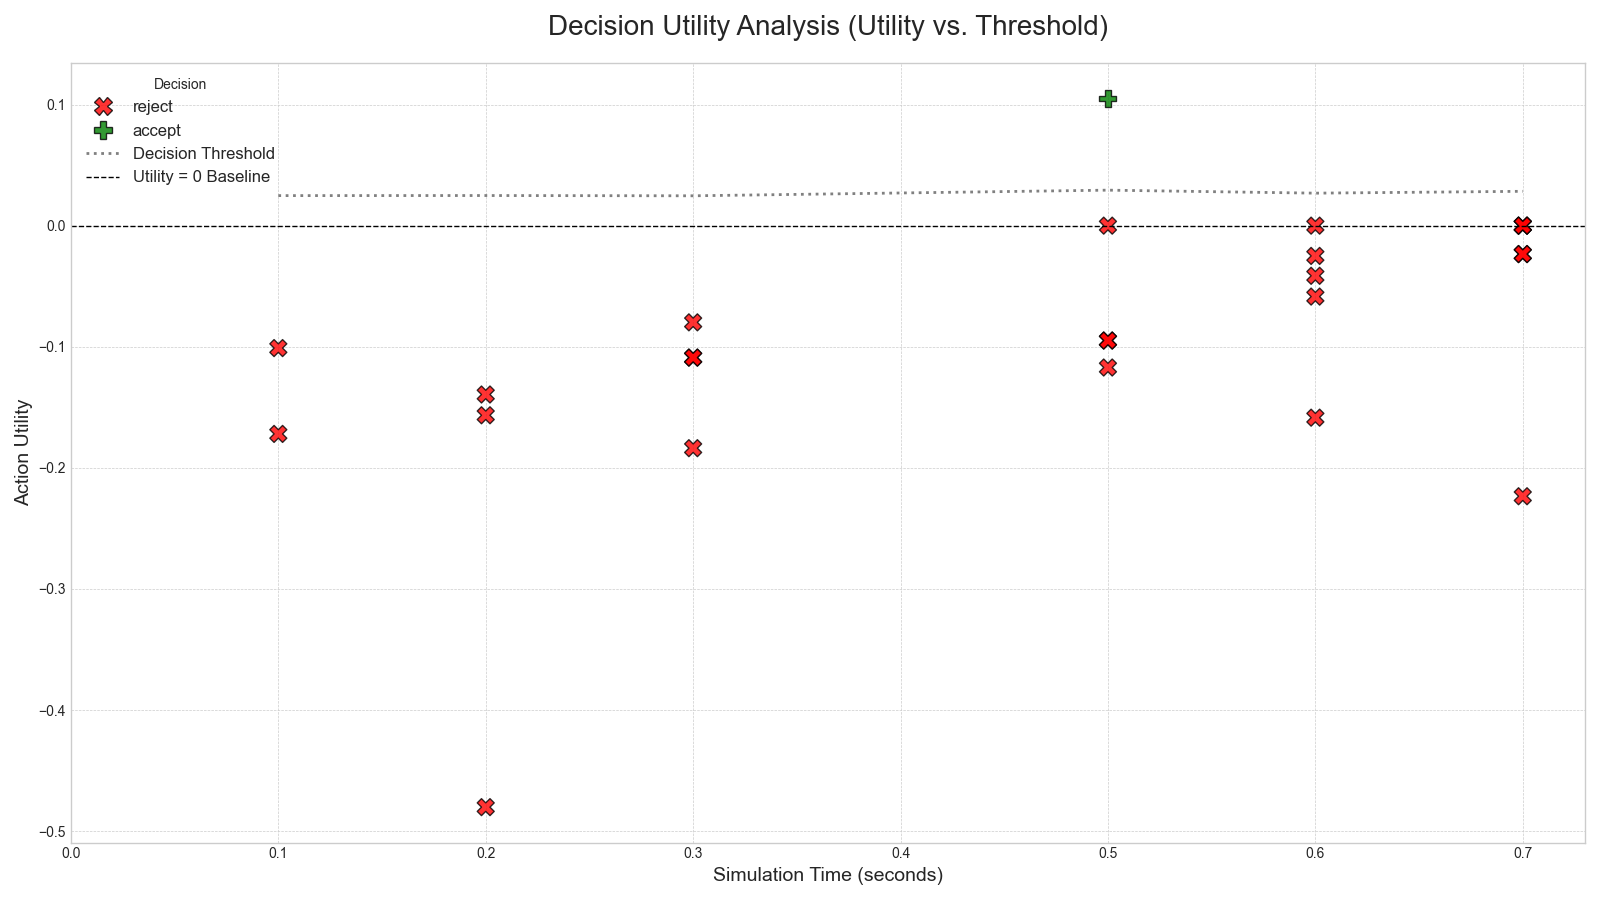 Decision Utility Analysis (Utility vs. Threshold)
Decision
reject
accept
Decision Threshold
Utility = 0 Baseline
Action Utility
0.1
0.0
−0.1
−0.2
−0.3
−0.4
−0.5
0.0 0.1 0.2 0.3 0.4 0.5 0.6 0.7
Simulation Time (seconds)